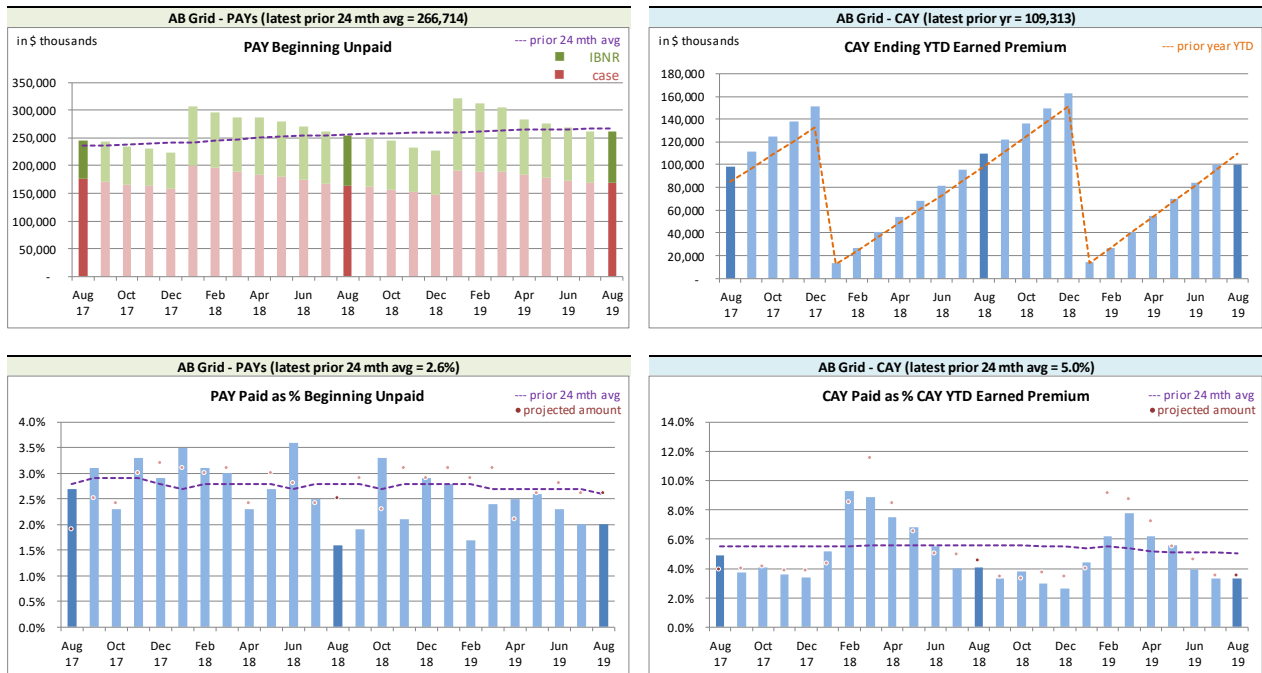 AB Grid - PAYs (latest prior 24 mth avg = 266,714)
in $ thousands
PAY Beginning Unpaid
--- prior 24 mth avg
IBNR
case
350,000
300,000
250,000
200,000
150,000
100,000
50,000
-
Aug Oct Dec Feb Apr Jun Aug Oct Dec Feb Apr Jun Aug
17 17 17 18 18 18 18 18 18 19 19 19 19
AB Grid - CAY (latest prior yr = 109,313)
in $ thousands
CAY Ending YTD Earned Premium
--- prior year YTD
180,000
160,000
140,000
120,000
100,000
80,000
60,000
40,000
20,000
-
Aug Oct Dec Feb Apr Jun Aug Oct Dec Feb Apr Jun Aug
17 17 17 18 18 18 18 18 18 19 19 19 19
AB Grid - PAYs (latest prior 24 mth avg = 2.6%)
PAY Paid as % Beginning Unpaid
--- prior 24 mth avg
• projected amount
4.0%
3.5%
3.0%
2.5%
2.0%
1.5%
1.0%
0.5%
0.0%
Aug Oct Dec Feb Apr Jun Aug Oct Dec Feb Apr Jun Aug
17 17 17 18 18 18 18 18 18 19 19 19 19
AB Grid - CAY (latest prior 24 mth avg = 5.0%)
CAY Paid as % CAY YTD Earned Premium
--- prior 24 mth avg
• projected amount
14.0%
12.0%
10.0%
8.0%
6.0%
4.0%
2.0%
0.0%
Aug Oct Dec Feb Apr Jun Aug Oct Dec Feb Apr Jun Aug
17 17 17 18 18 18 18 18 18 19 19 19 19